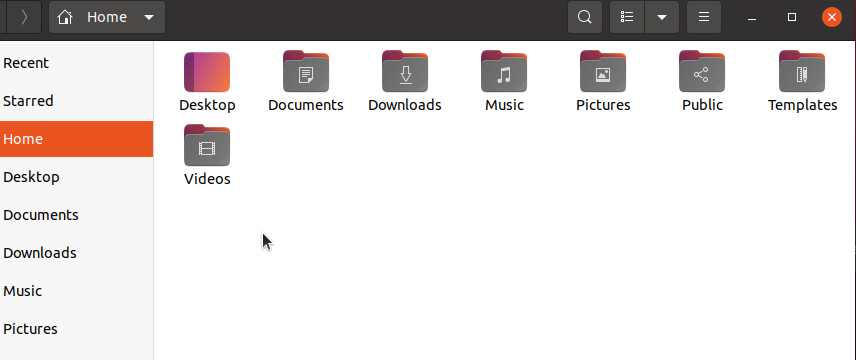 Home
Recent
Starred
Home
Desktop
Documents
Downloads
Music
Pictures
Desktop Documents Downloads Music Pictures Public Templates
Videos